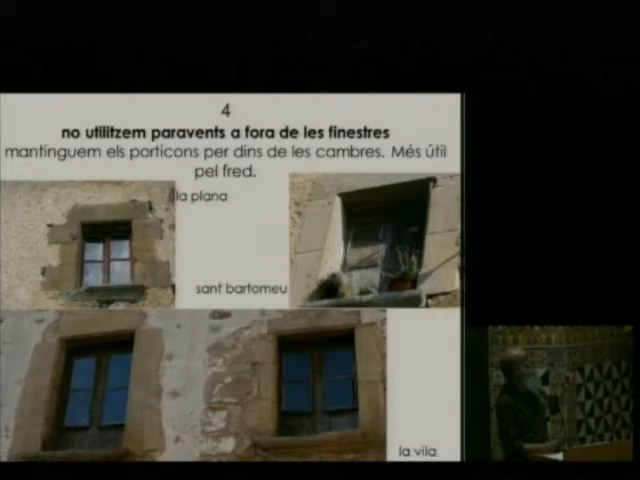 4
no utilitzem paravents a fora de les finestres
mantinguem els porticons per dins de les cambres. Més útil
pel fred.
la plana
sant bartomeu
la vila